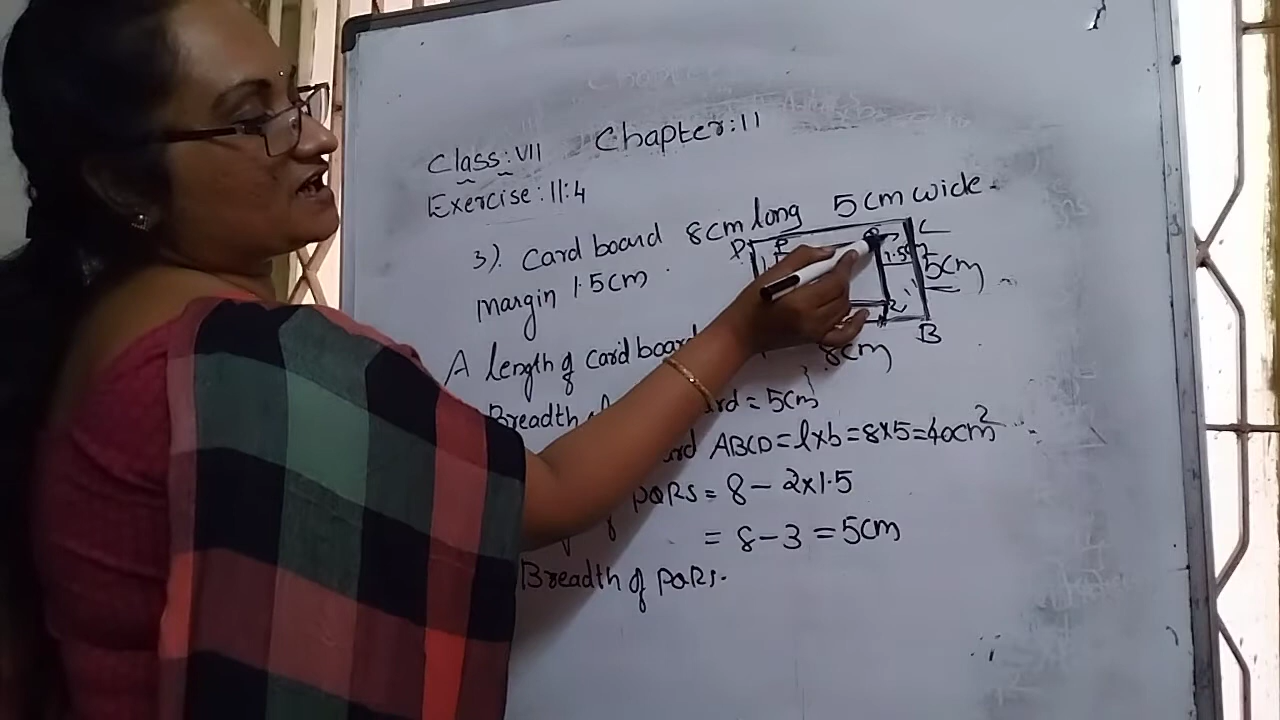 Class: VII Chapter: 11
Exercise: 11:4
3). Card board 8cm long 5cm wide.
margin 1.5cm.
D P Q C
1.5
5cm
R
B
8cm
A length of card board
Breadth = 5cm
ABCD = l×b = 8×5 = 40cm²
PQRS = 8 - 2×1.5
= 8 - 3 = 5cm
Breadth of PQRS.